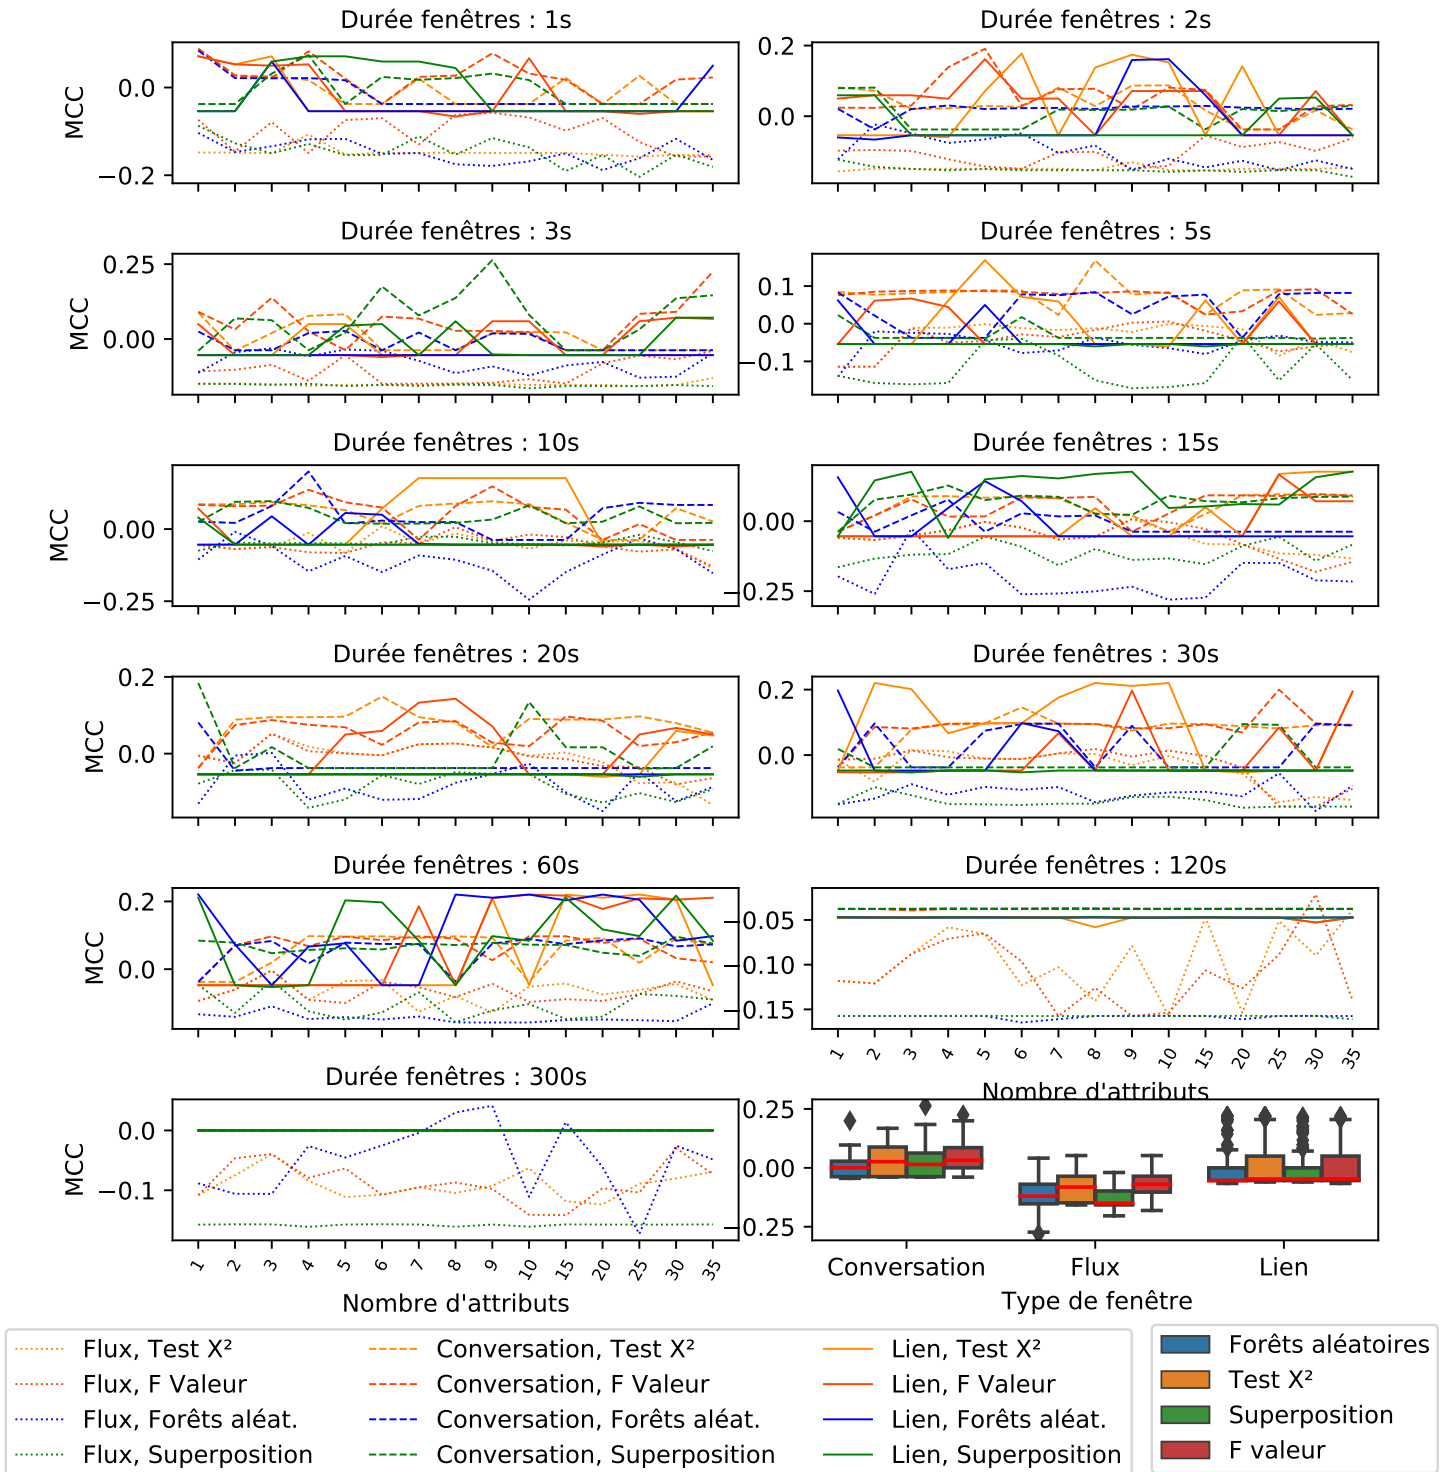 Durée fenêtres : 1s
MCC
0.0
−0.2
Durée fenêtres : 2s
0.2
0.0
Durée fenêtres : 3s
MCC
0.25
0.00
Durée fenêtres : 5s
0.1
0.0
−0.1
Durée fenêtres : 10s
MCC
0.00
−0.25
Durée fenêtres : 15s
0.00
−0.25
Durée fenêtres : 20s
MCC
0.2
0.0
Durée fenêtres : 30s
0.2
0.0
Durée fenêtres : 60s
MCC
0.2
0.0
Durée fenêtres : 120s
−0.05
−0.10
−0.15
1 2 3 4 5 6 7 8 9 10 15 20 25 30 35
Nombre d'attributs
Durée fenêtres : 300s
MCC
0.0
−0.1
1 2 3 4 5 6 7 8 9 10 15 20 25 30 35
Nombre d'attributs
0.25
0.00
−0.25
Conversation Flux Lien
Type de fenêtre
Flux, Test X²
Flux, F Valeur
Flux, Forêts aléat.
Flux, Superposition
Conversation, Test X²
Conversation, F Valeur
Conversation, Forêts aléat.
Conversation, Superposition
Lien, Test X²
Lien, F Valeur
Lien, Forêts aléat.
Lien, Superposition
Forêts aléatoires
Test X²
Superposition
F valeur